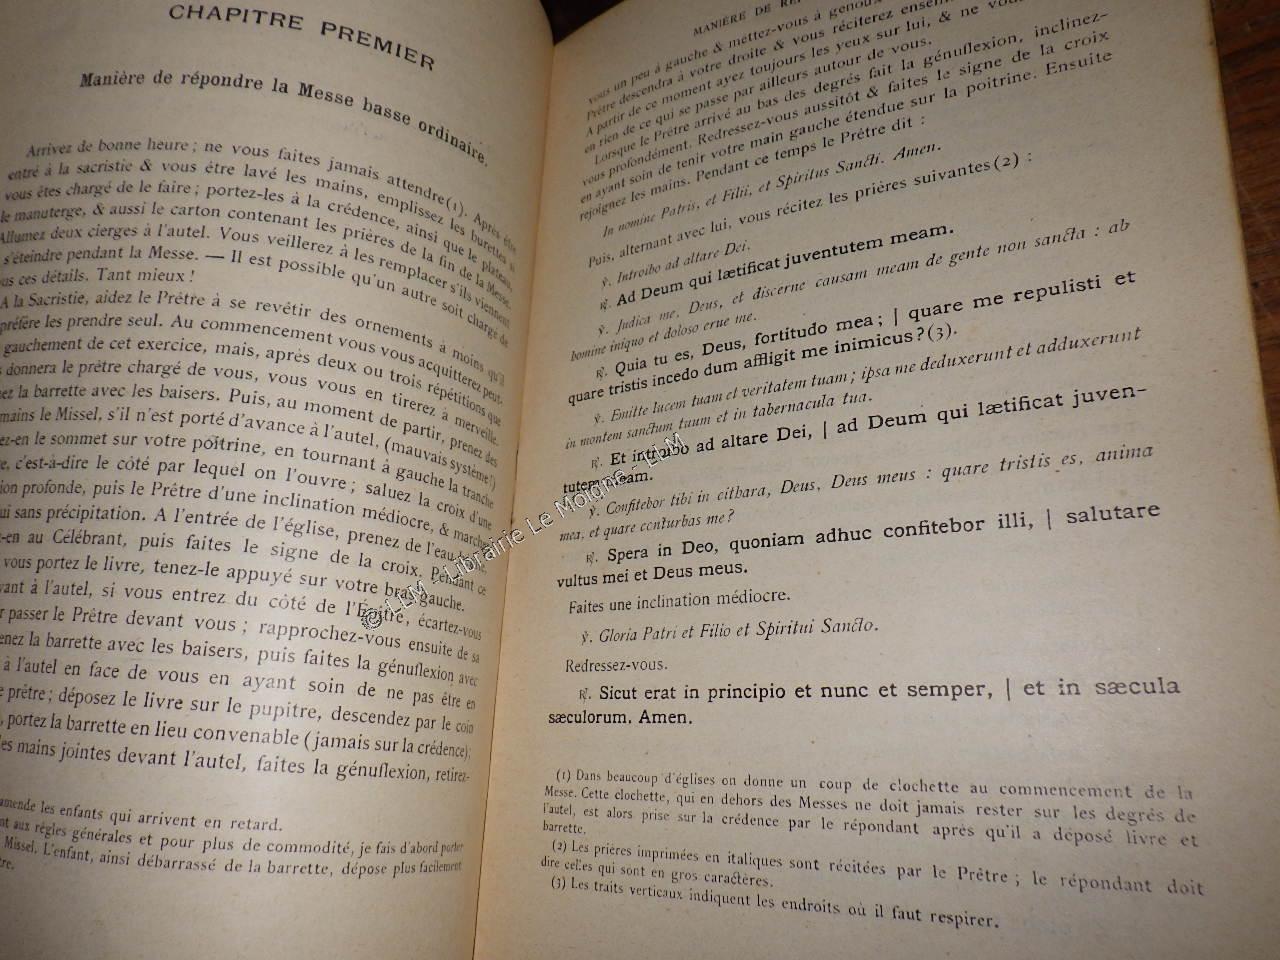 CHAPITRE PREMIER
Manière de répondre la Messe basse ordinaire.
Arrivez de bonne heure ; ne vous faites jamais attendre(1). Après être
entré à la sacristie & vous être lavé les mains, emplissez les burettes si
vous êtes chargé de le faire ; portez-les à la crédence, ainsi que le plateau,
le manuterge, & aussi le carton contenant les prières de la fin de la Messe.
Allumez deux cierges à l'autel. Vous veillerez à les remplacer s'ils viennent
s'éteindre pendant la Messe. — Il est possible qu'un autre soit chargé de
ces détails. Tant mieux !
A la Sacristie, aidez le Prêtre à se revêtir des ornements à moins qu'il
préfère les prendre seul. Au commencement vous vous acquitterez peut-
gauchement de cet exercice, mais, après deux ou trois répétitions que
donnera le prêtre chargé de vous, vous vous en tirerez à merveille.
la barrette avec les baisers. Puis, au moment de partir, prenez des
mains le Missel, s'il n'est porté d'avance à l'autel, (mauvais système !)
ez-en le sommet sur votre poitrine, en tournant à gauche la tranche
c'est-à-dire le côté par lequel on l'ouvre ; saluez la croix d'une
ion profonde, puis le Prêtre d'une inclination médiocre, & marchez
ui sans précipitation. A l'entrée de l'église, prenez de l'eau
-en au Célébrant, puis faites le signe de la croix. Pendant ce
vous portez le livre, tenez-le appuyé sur votre bras gauche.
vant à l'autel, si vous entrez du côté de l'Épître, écartez-vous
r passer le Prêtre devant vous ; rapprochez-vous ensuite de sa
enez la barrette avec les baisers, puis faites la génuflexion avec
à l'autel en face de vous en ayant soin de ne pas être en
e prêtre ; déposez le livre sur le pupitre, descendez par le coin
, portez la barrette en lieu convenable (jamais sur la crédence);
les mains jointes devant l'autel, faites la génuflexion, retirez-
amende les enfants qui arrivent en retard.
nt aux règles générales et pour plus de commodité, je fais d'abord porter
Missel. L'enfant, ainsi débarrassé de la barrette, dépose plus facilement
MANIÈRE DE RÉ
vous un peu à gauche & mettez-vous à genoux
Prêtre descendra à votre droite & vous réciterez ensem
A partir de ce moment ayez toujours les yeux sur lui, & ne vous
en rien de ce qui se passe par ailleurs autour de vous.
Lorsque le Prêtre arrivé au bas des degrés fait la génuflexion, inclinez-
vous profondément. Redressez-vous aussitôt & faites le signe de la croix
en ayant soin de tenir votre main gauche étendue sur la poitrine. Ensuite
rejoignez les mains. Pendant ce temps le Prêtre dit :
In nomine Patris, et Filii, et Spiritus Sancti. Amen.
Puis, alternant avec lui, vous récitez les prières suivantes(2) :
℣. Introibo ad altare Dei.
℟. Ad Deum qui lætificat juventutem meam.
℣. Judica me, Deus, et discerne causam meam de gente non sancta : ab
homine iniquo et doloso erue me.
℟. Quia tu es, Deus, fortitudo mea ; | quare me repulisti et
quare tristis incedo dum affligit me inimicus ?(3).
℣. Emitte lucem tuam et veritatem tuam ; ipsa me deduxerunt et adduxerunt
in montem sanctum tuum et in tabernacula tua.
℟. Et introibo ad altare Dei, | ad Deum qui lætificat juven-
tutem meam.
℣. Confitebor tibi in cithara, Deus, Deus meus : quare tristis es, anima
mea, et quare conturbas me ?
℟. Spera in Deo, quoniam adhuc confitebor illi, | salutare
vultus mei et Deus meus.
Faites une inclination médiocre.
℣. Gloria Patri et Filio et Spiritui Sancto.
Redressez-vous.
℟. Sicut erat in principio et nunc et semper, | et in sæcula
sæculorum. Amen.
(1) Dans beaucoup d'églises on donne un coup de clochette au commencement de la
Messe. Cette clochette, qui en dehors des Messes ne doit jamais rester sur les degrés de
l'autel, est alors prise sur la crédence par le répondant après qu'il a déposé livre et
barrette.
(2) Les prières imprimées en italiques sont récitées par le Prêtre ; le répondant doit
dire celles qui sont en gros caractères.
(3) Les traits verticaux indiquent les endroits où il faut respirer.
© LLM - Librairie Le Moigne - LLM